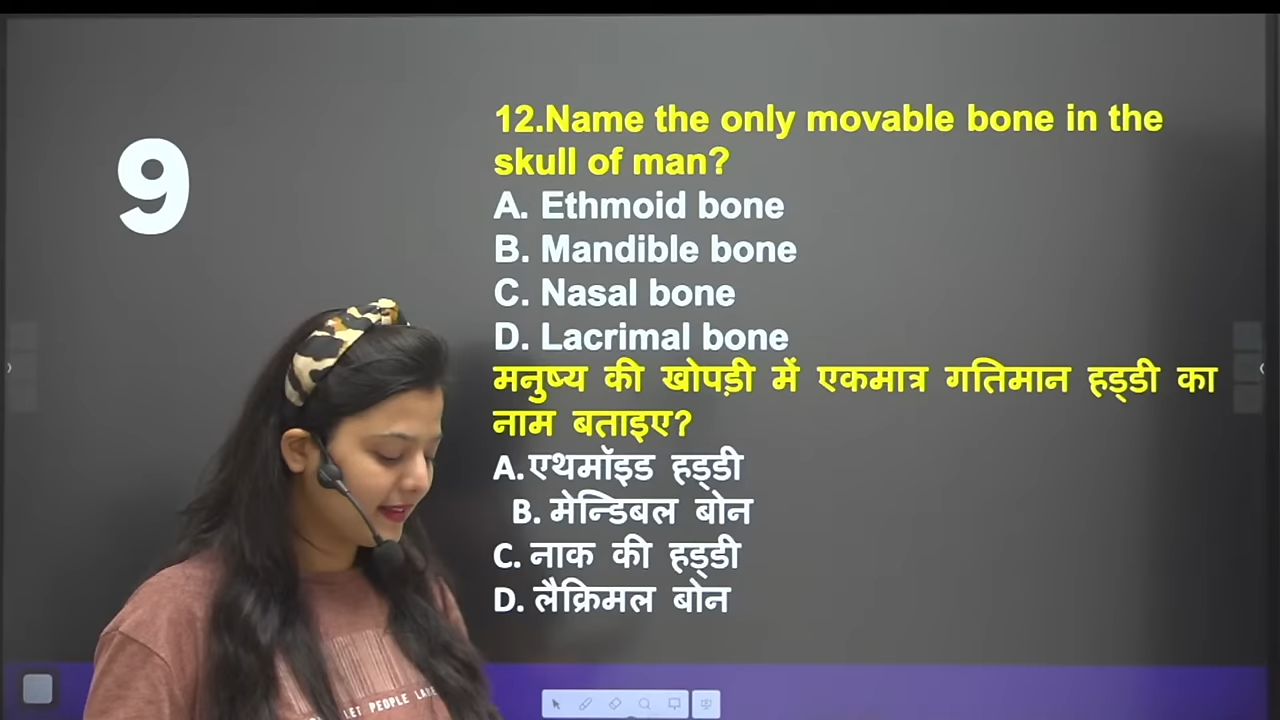 9
12.Name the only movable bone in the
skull of man?
A. Ethmoid bone
B. Mandible bone
C. Nasal bone
D. Lacrimal bone
मनुष्य की खोपड़ी में एकमात्र गतिमान हड्डी का
नाम बताइए?
A.एथमॉइड हड्डी
B. मेन्डिबल बोन
C. नाक की हड्डी
D. लैक्रिमल बोन
LET PEOPLE